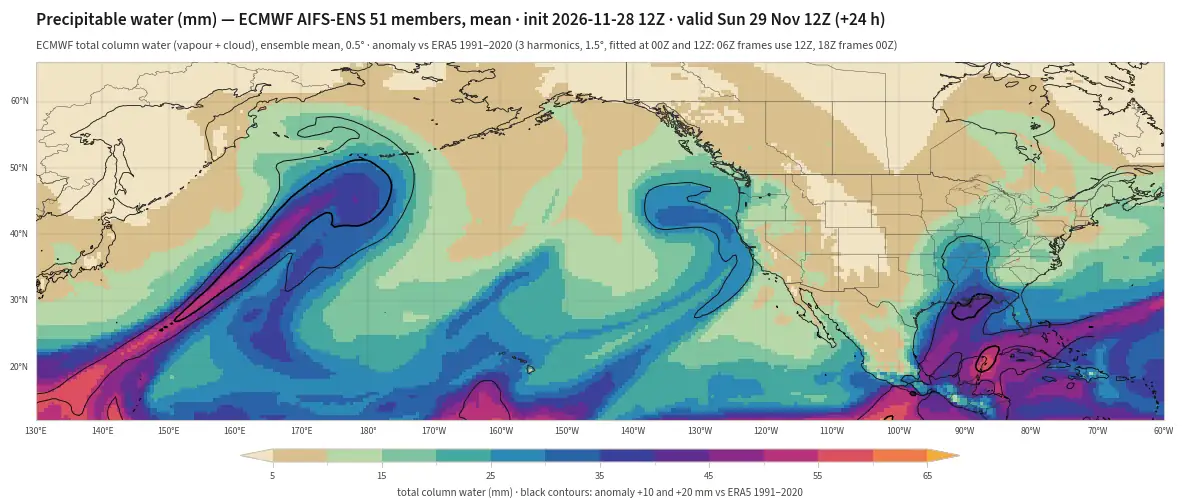 Precipitable water (mm) — ECMWF AIFS-ENS 51 members, mean · init 2026-11-28 12Z · valid Sun 29 Nov 12Z (+24 h)
ECMWF total column water (vapour + cloud), ensemble mean, 0.5° · anomaly vs ERA5 1991–2020 (3 harmonics, 1.5°, fitted at 00Z and 12Z: 06Z frames use 12Z, 18Z frames 00Z)
60°N
50°N
40°N
30°N
20°N
130°E 140°E 150°E 160°E 170°E 180° 170°W 160°W 150°W 140°W 130°W 120°W 110°W 100°W 90°W 80°W 70°W 60°W
5 15 25 35 45 55 65
total column water (mm) · black contours: anomaly +10 and +20 mm vs ERA5 1991–2020